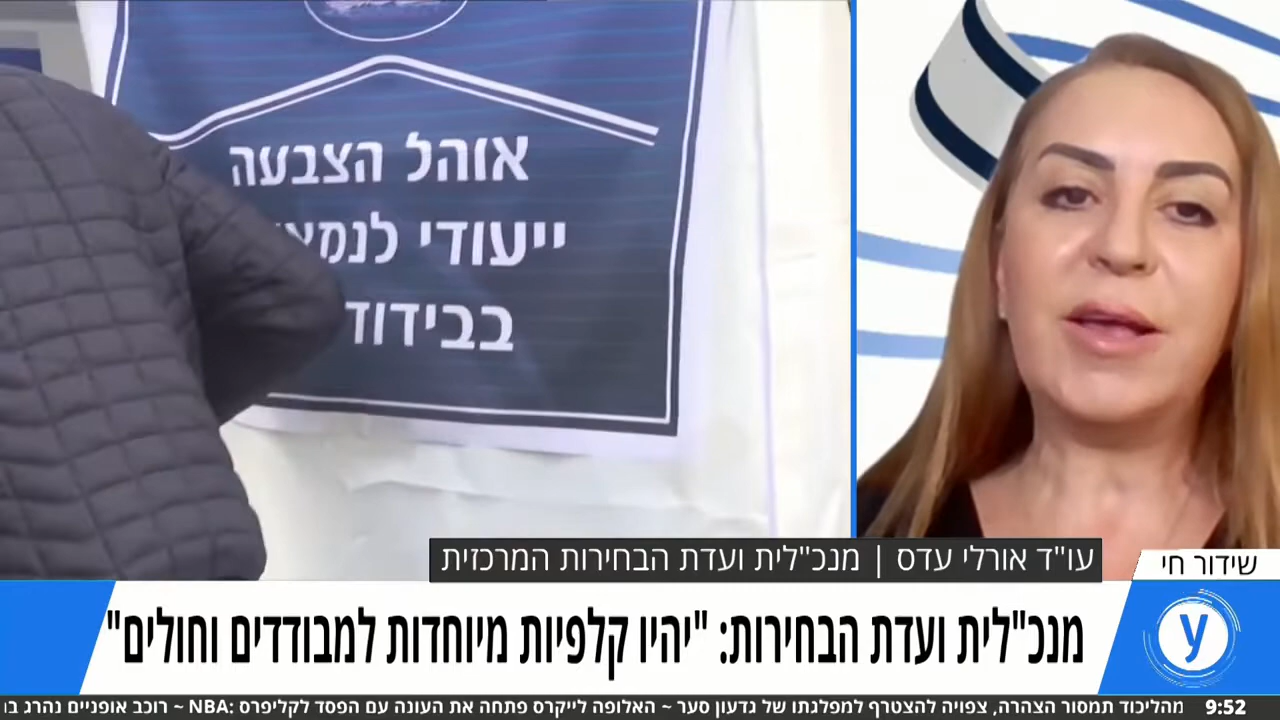 אוהל הצבעה
ייעודי
בבידוד
עו"ד אורלי עדס | מנכ"לית ועדת הבחירות המרכזית
שידור חי
מנכ"לית ועדת הבחירות: "יהיו קלפיות מיוחדות למבודדים וחולים"
y
9:52 מהליכוד תמסור הצהרה, צפויה להצטרף למפלגתו של גדעון סער ~ האלופה לייקרס פתחה את העונה עם הפסד לקליפרס :NBA ~ רוכב אופניים נהרג